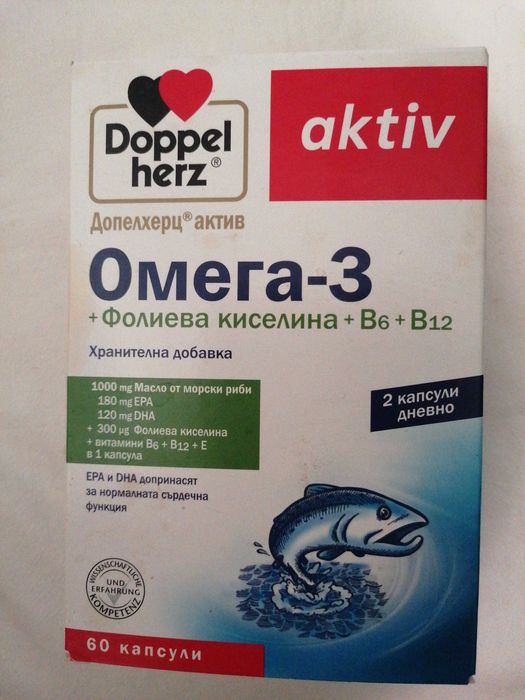 Doppel
herz®
aktiv
Допелхерц® актив
Омега-3
+ Фолиева киселина + B6 + B12
Хранителна добавка
1000 mg Масло от морски риби
180 mg EPA
120 mg DHA
+ 300 µg Фолиева киселина
+ витамини B6 + B12 + E
в 1 капсула
2 капсули
дневно
EPA и DHA допринасят
за нормалната сърдечна
функция
WISSENSCHAFTLICHE
UND
ERFAHRUNG
KOMPETENZ
60 капсули